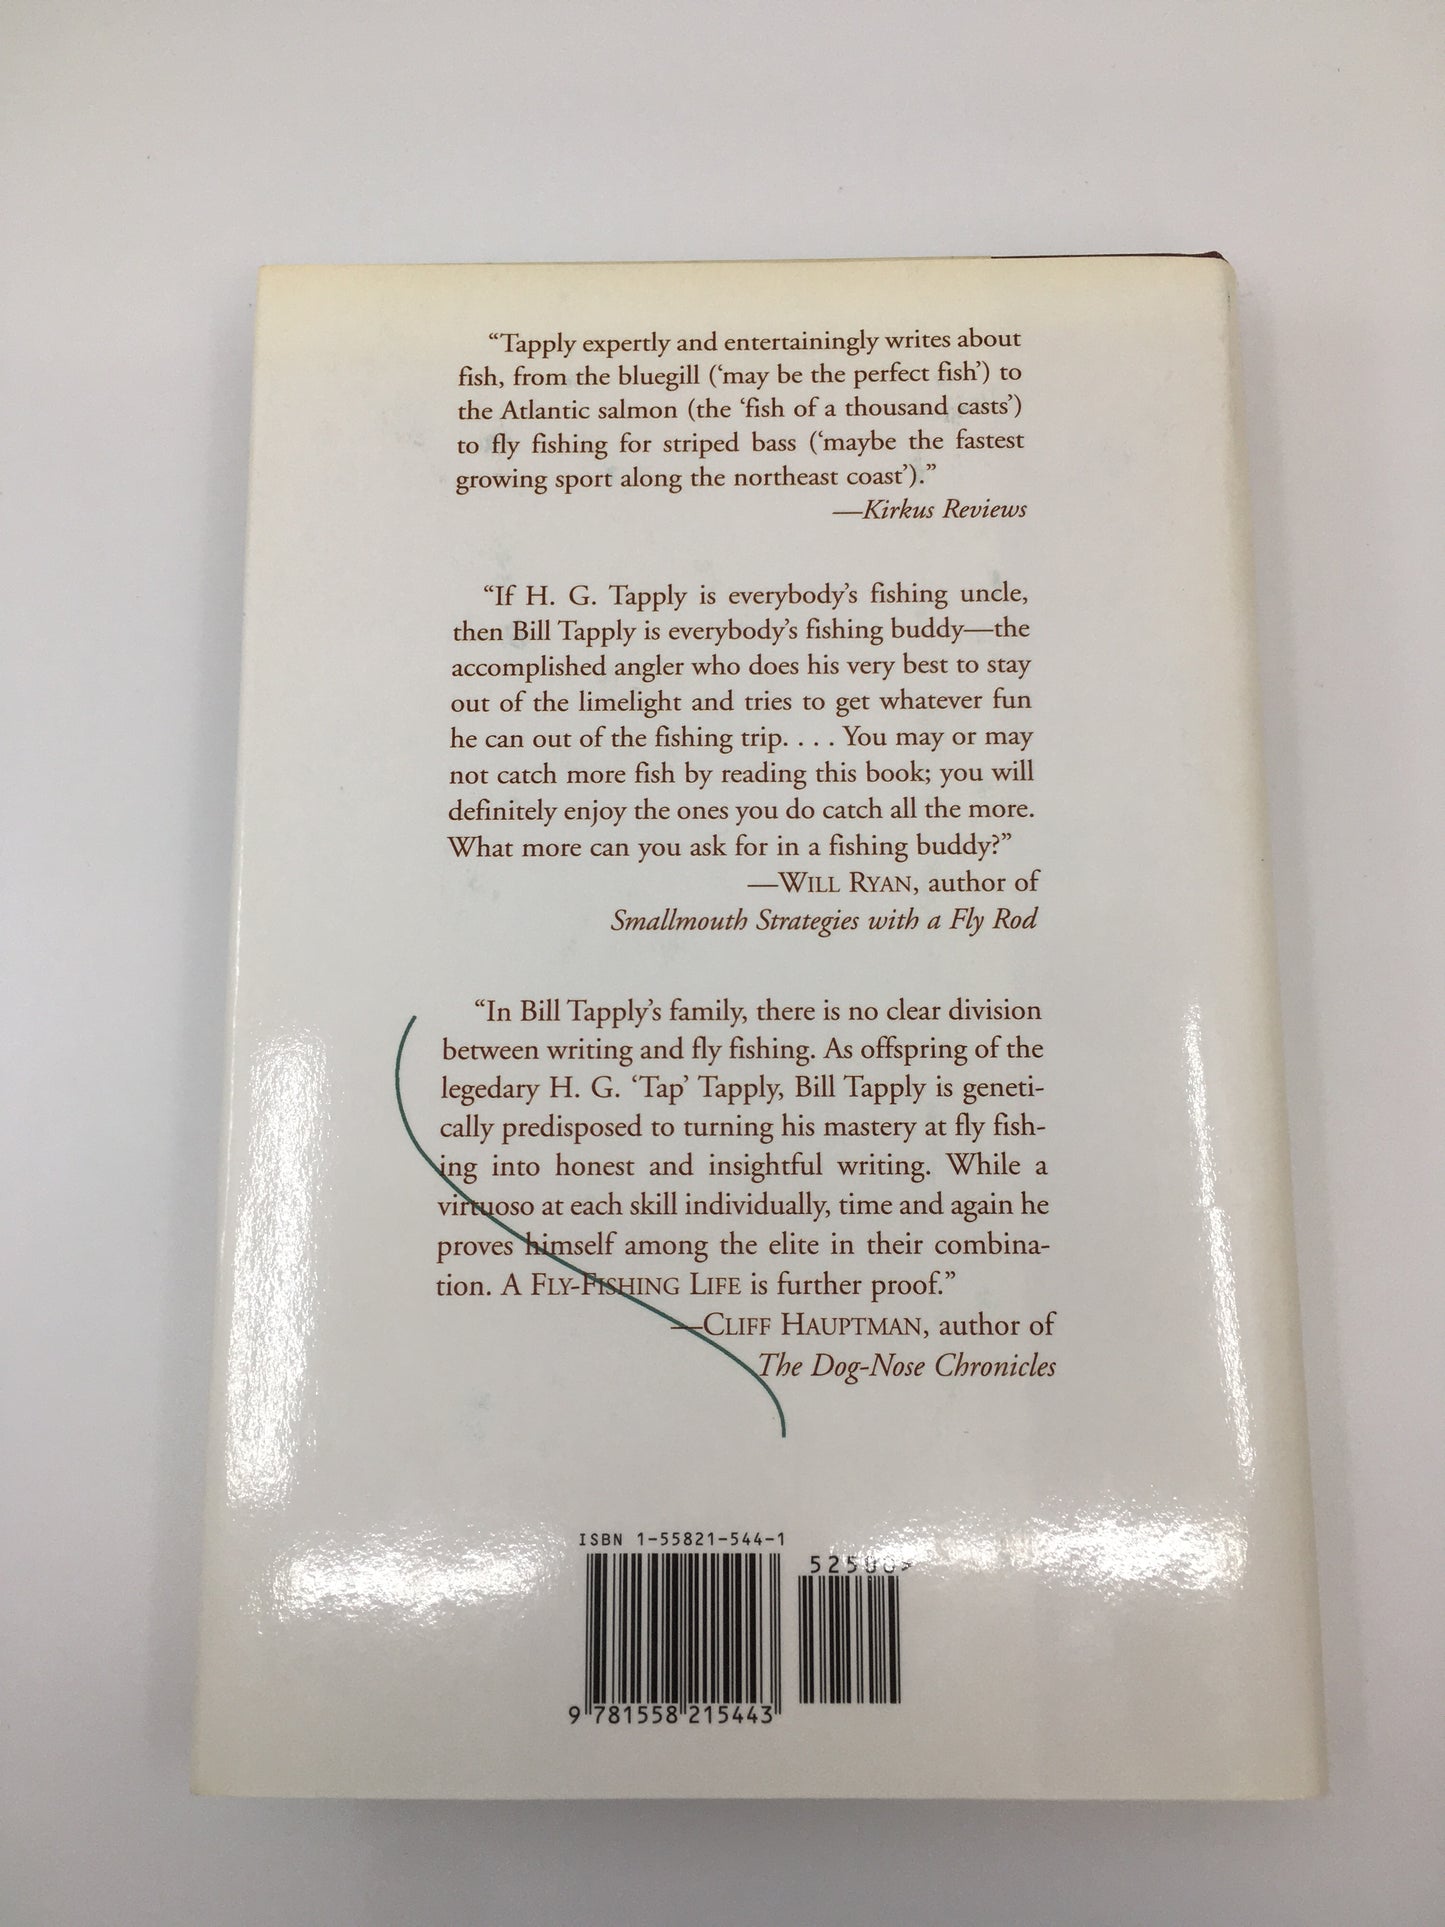 “Tapply expertly and entertainingly writes about
fish, from the bluegill (‘may be the perfect fish’) to
the Atlantic salmon (the ‘fish of a thousand casts’)
to fly fishing for striped bass (‘maybe the fastest
growing sport along the northeast coast’).”
—Kirkus Reviews
“If H. G. Tapply is everybody’s fishing uncle,
then Bill Tapply is everybody’s fishing buddy—the
accomplished angler who does his very best to stay
out of the limelight and tries to get whatever fun
he can out of the fishing trip. . . . You may or may
not catch more fish by reading this book; you will
definitely enjoy the ones you do catch all the more.
What more can you ask for in a fishing buddy?”
—WILL RYAN, author of
Smallmouth Strategies with a Fly Rod
“In Bill Tapply’s family, there is no clear division
between writing and fly fishing. As offspring of the
legedary H. G. ‘Tap’ Tapply, Bill Tapply is geneti-
cally predisposed to turning his mastery at fly fish-
ing into honest and insightful writing. While a
virtuoso at each skill individually, time and again he
proves himself among the elite in their combina-
tion. A FLY-FISHING LIFE is further proof.”
—CLIFF HAUPTMAN, author of
The Dog-Nose Chronicles
ISBN 1-55821-544-1
52500>
9 781558 215443